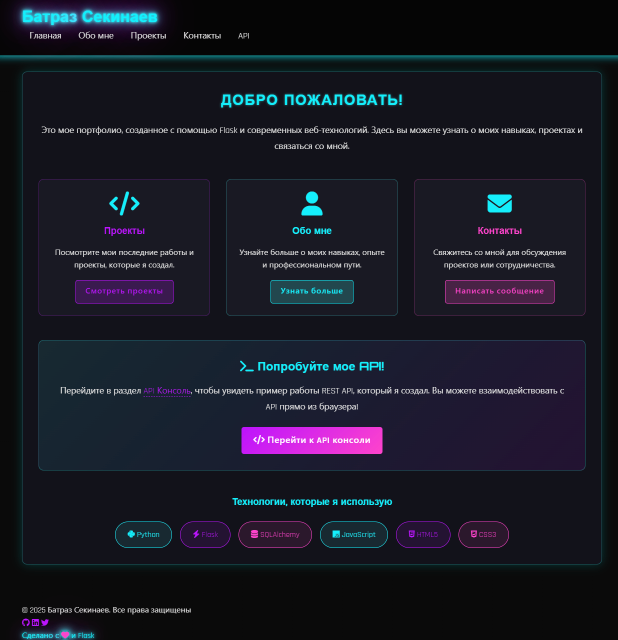 Батраз Секинаев
Главная Обо мне Проекты Контакты API
ДОБРО ПОЖАЛОВАТЬ!
Это мое портфолио, созданное с помощью Flask и современных веб-технологий. Здесь вы можете узнать о моих навыках, проектах и
связаться со мной.
Проекты
Посмотрите мои последние работы и
проекты, которые я создал.
Смотреть проекты
Обо мне
Узнайте больше о моих навыках, опыте
и профессиональном пути.
Узнать больше
Контакты
Свяжитесь со мной для обсуждения
проектов или сотрудничества.
Написать сообщение
Попробуйте мое API!
Перейдите в раздел API Консоль, чтобы увидеть пример работы REST API, который я создал. Вы можете взаимодействовать с
API прямо из браузера!
Перейти к API консоли
Технологии, которые я использую
Python Flask SQLAlchemy JavaScript HTML5 CSS3
© 2025 Батраз Секинаев. Все права защищены
Сделано с ❤ и Flask